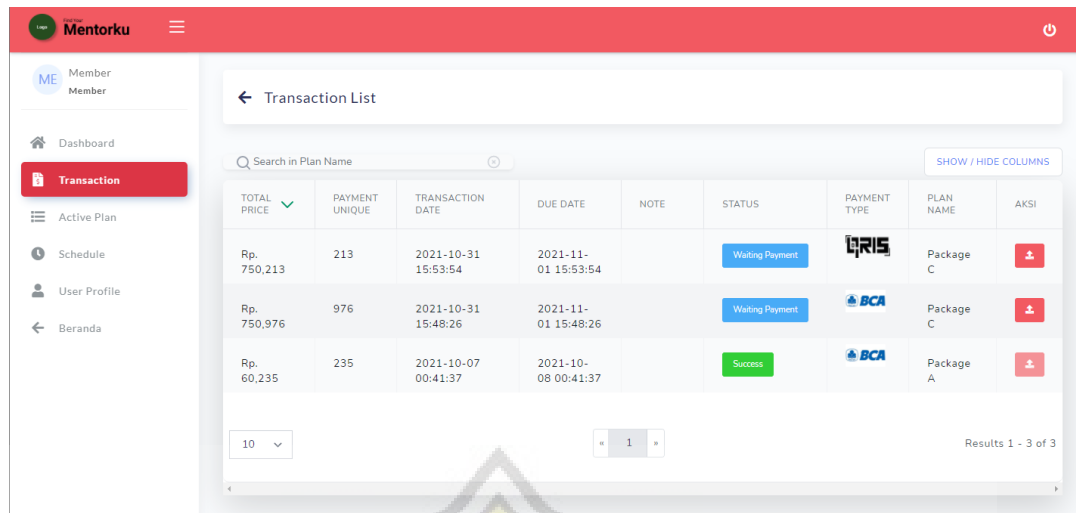 Logo
Find Your
Mentorku
ME
Member
Member
Dashboard
Transaction
Active Plan
Schedule
User Profile
Beranda
Transaction List
Search in Plan Name
SHOW / HIDE COLUMNS
TOTAL PRICE PAYMENT UNIQUE TRANSACTION DATE DUE DATE NOTE STATUS PAYMENT TYPE PLAN NAME AKSI
Rp. 750,213 213 2021-10-31 15:53:54 2021-11-01 15:53:54 Waiting Payment QRIS Package C
Rp. 750,976 976 2021-10-31 15:48:26 2021-11-01 15:48:26 Waiting Payment BCA Package C
Rp. 60,235 235 2021-10-07 00:41:37 2021-10-08 00:41:37 Success BCA Package A
10
« 1 »
Results 1 - 3 of 3